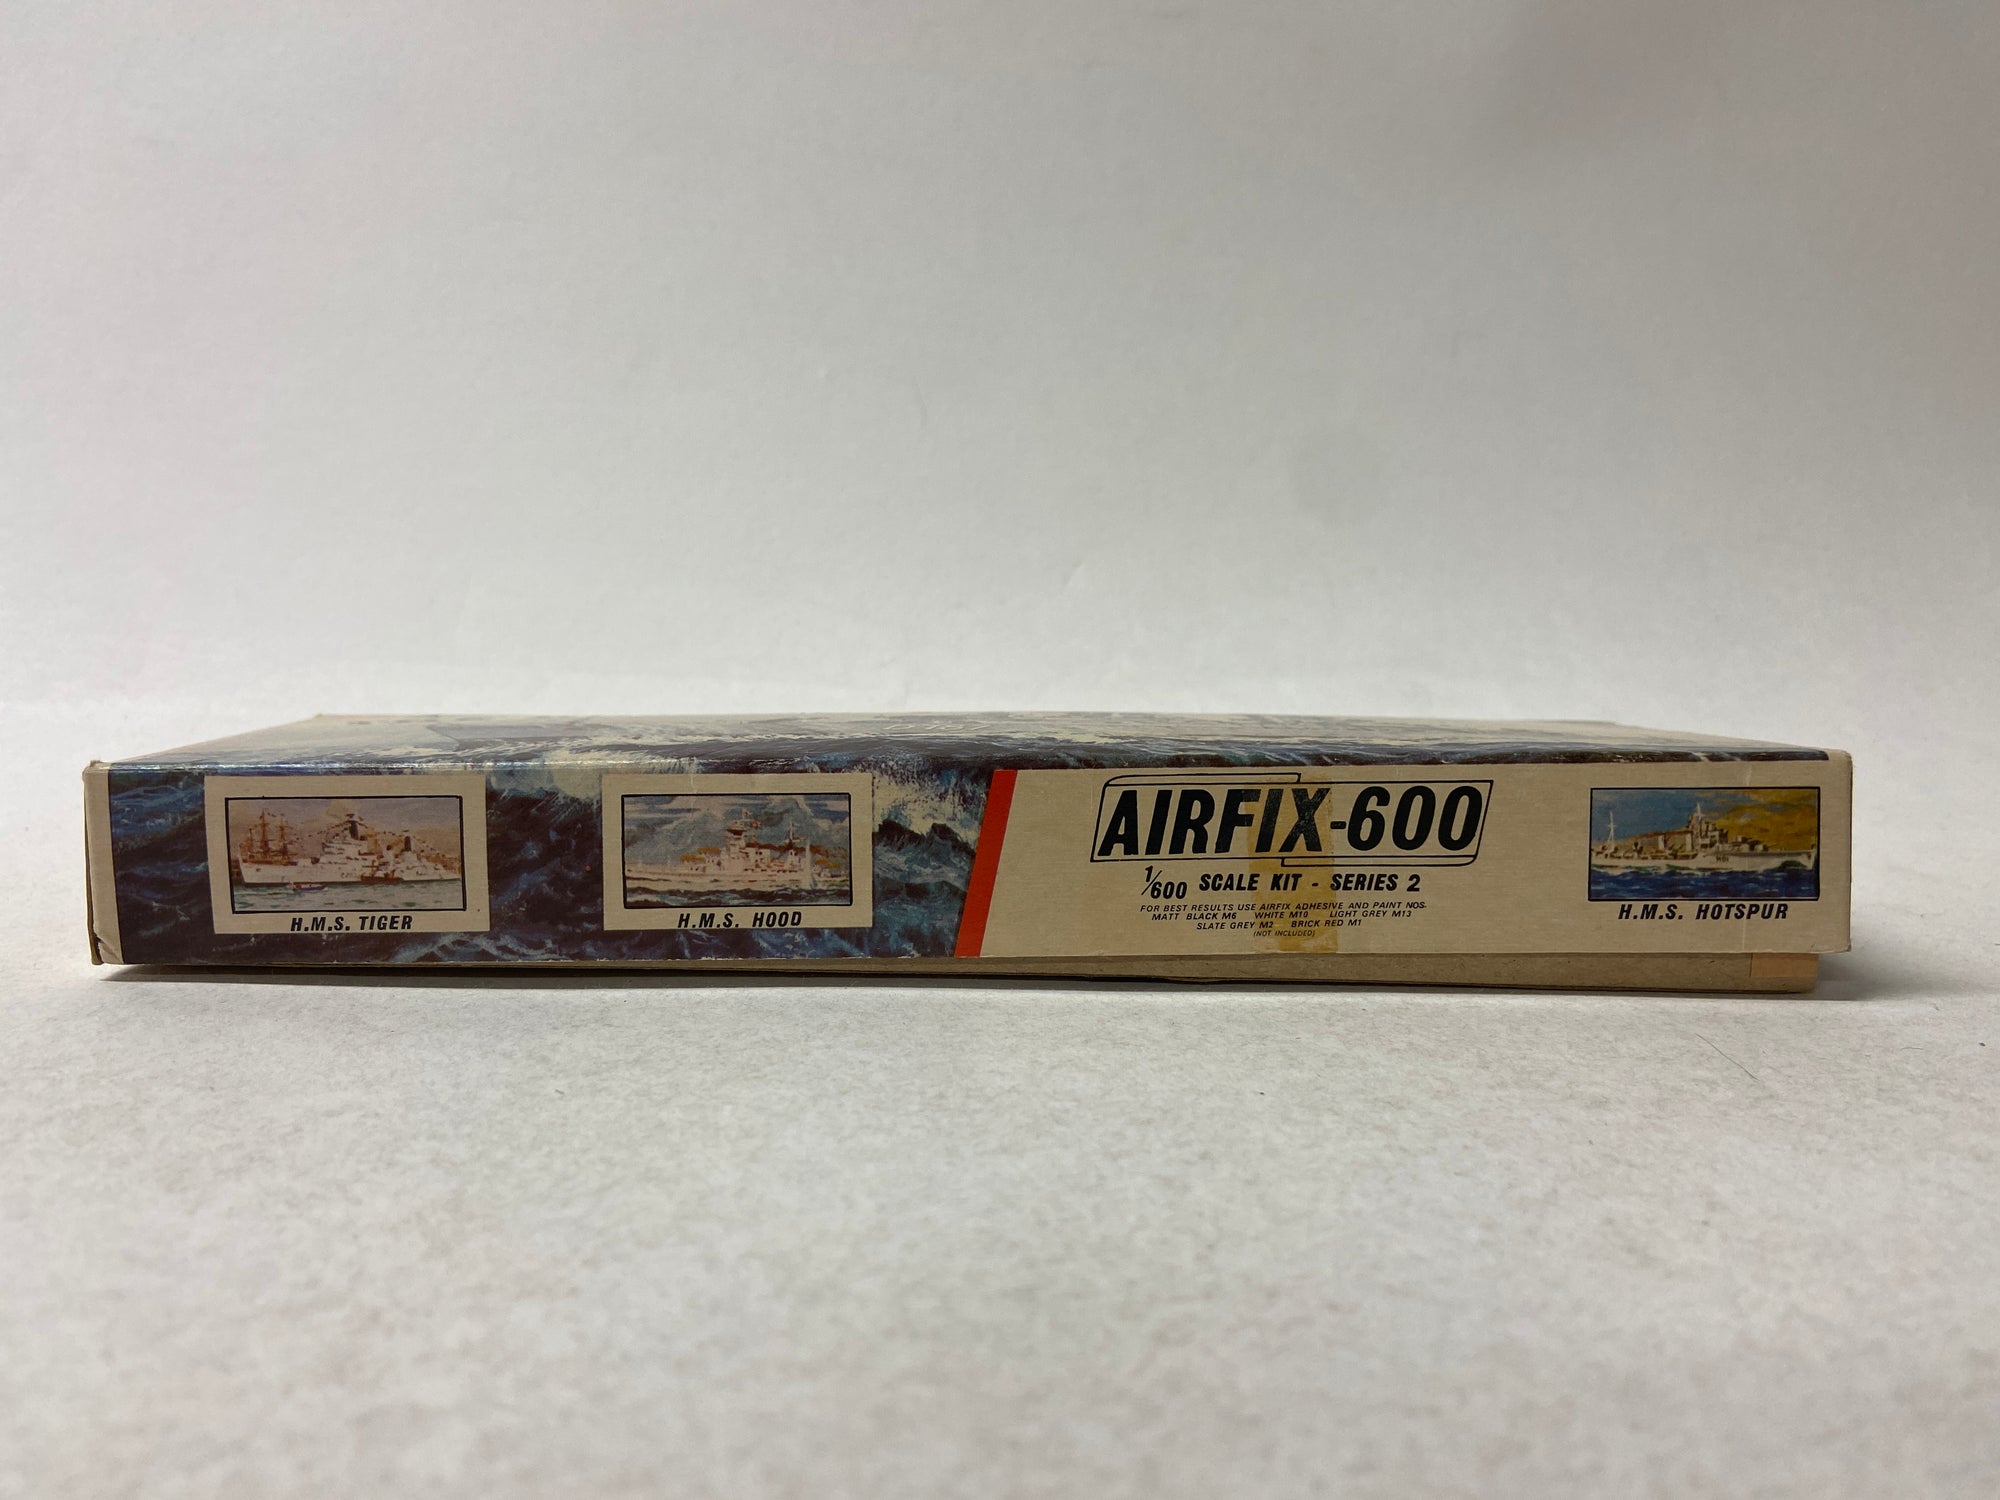 H.M.S. TIGER
H.M.S. HOOD
AIRFIX-600
1/600 SCALE KIT - SERIES 2
FOR BEST RESULTS USE AIRFIX ADHESIVE AND PAINT NOS.
MATT BLACK M6 WHITE M10 LIGHT GREY M13
SLATE GREY M2 BRICK RED M1
(NOT INCLUDED)
H.M.S. HOTSPUR